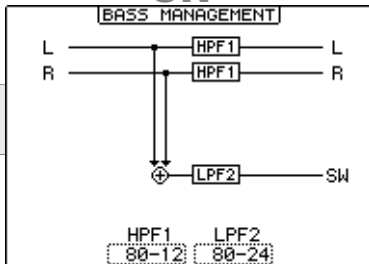 BASS MANAGEMENT
L HPF1 L
R HPF1 R
LPF2 SW
HPF1 LPF2
80-12 80-24